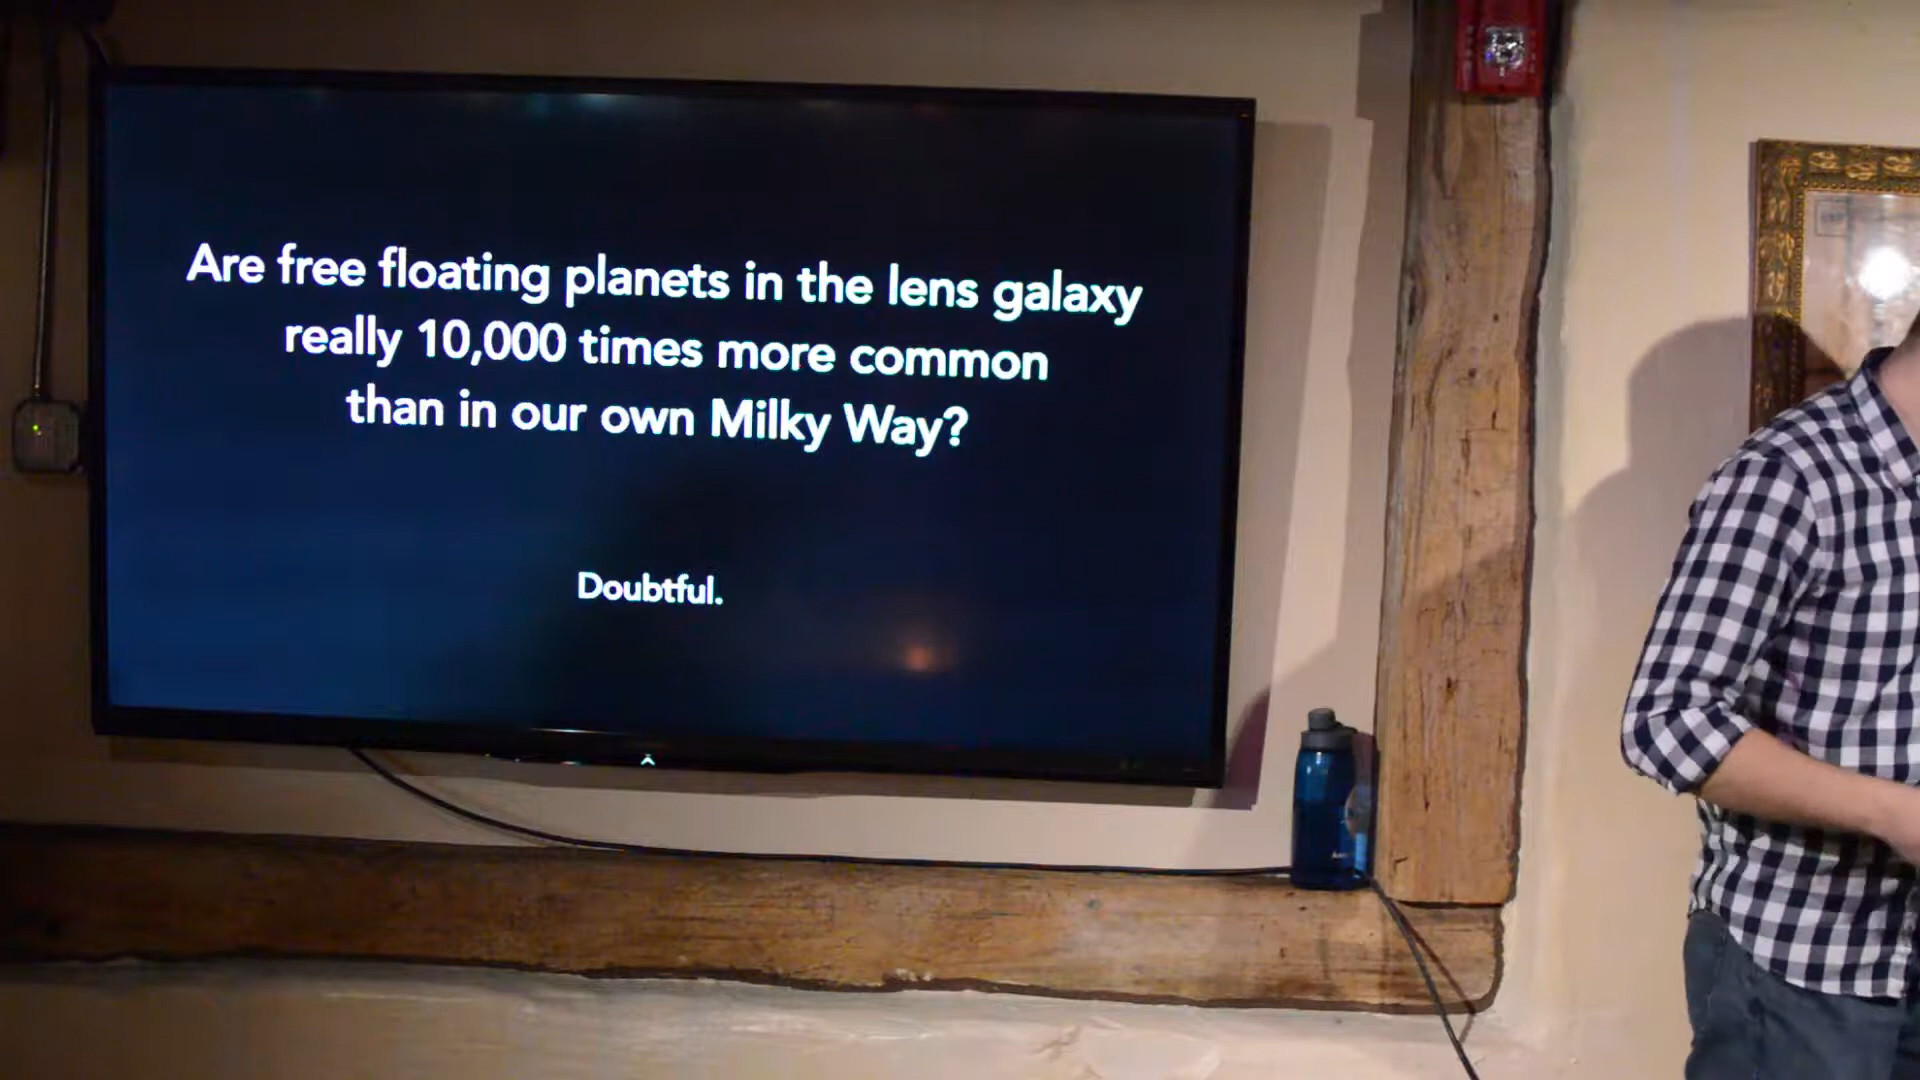 Are free floating planets in the lens galaxy
really 10,000 times more common
than in our own Milky Way?
Doubtful.